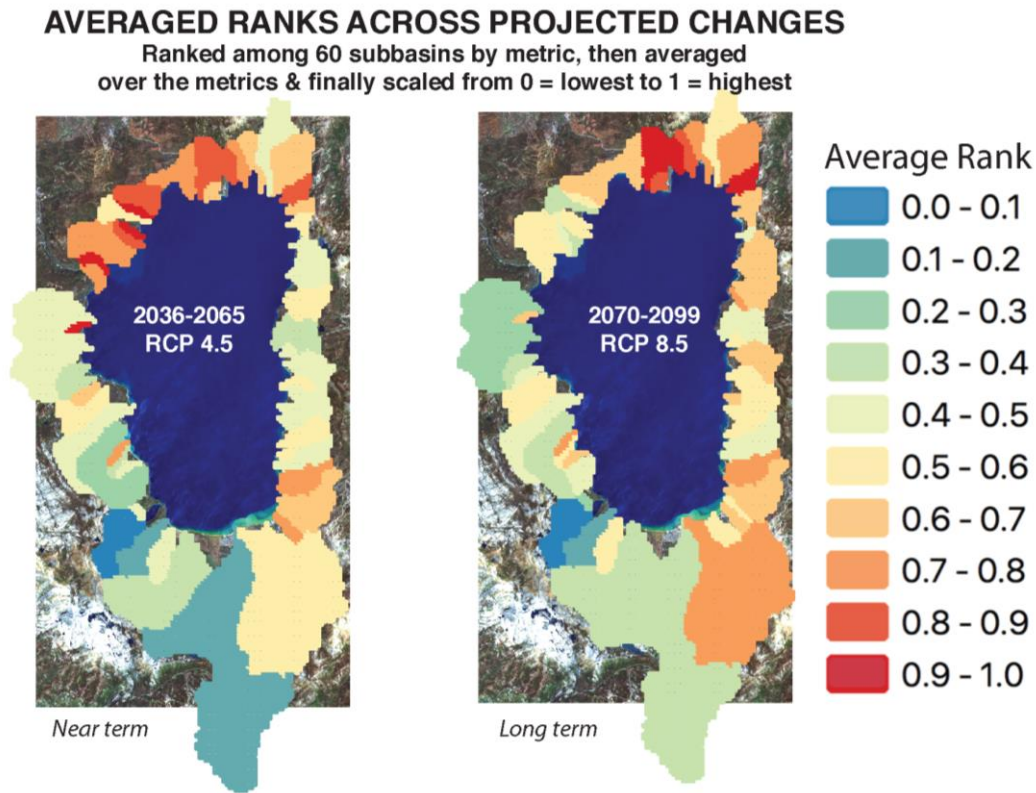 AVERAGED RANKS ACROSS PROJECTED CHANGES
Ranked among 60 subbasins by metric, then averaged
over the metrics & finally scaled from 0 = lowest to 1 = highest
2036-2065
RCP 4.5
Near term
2070-2099
RCP 8.5
Long term
Average Rank
0.0 - 0.1
0.1 - 0.2
0.2 - 0.3
0.3 - 0.4
0.4 - 0.5
0.5 - 0.6
0.6 - 0.7
0.7 - 0.8
0.8 - 0.9
0.9 - 1.0